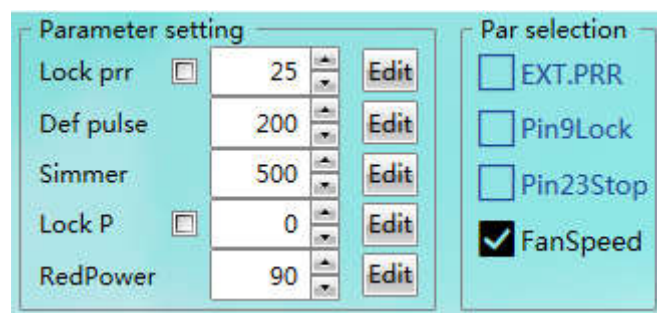 Parameter setting
Lock prr 25 Edit
Def pulse 200 Edit
Simmer 500 Edit
Lock P 0 Edit
RedPower 90 Edit
Par selection
EXT.PRR
Pin9Lock
Pin23Stop
FanSpeed